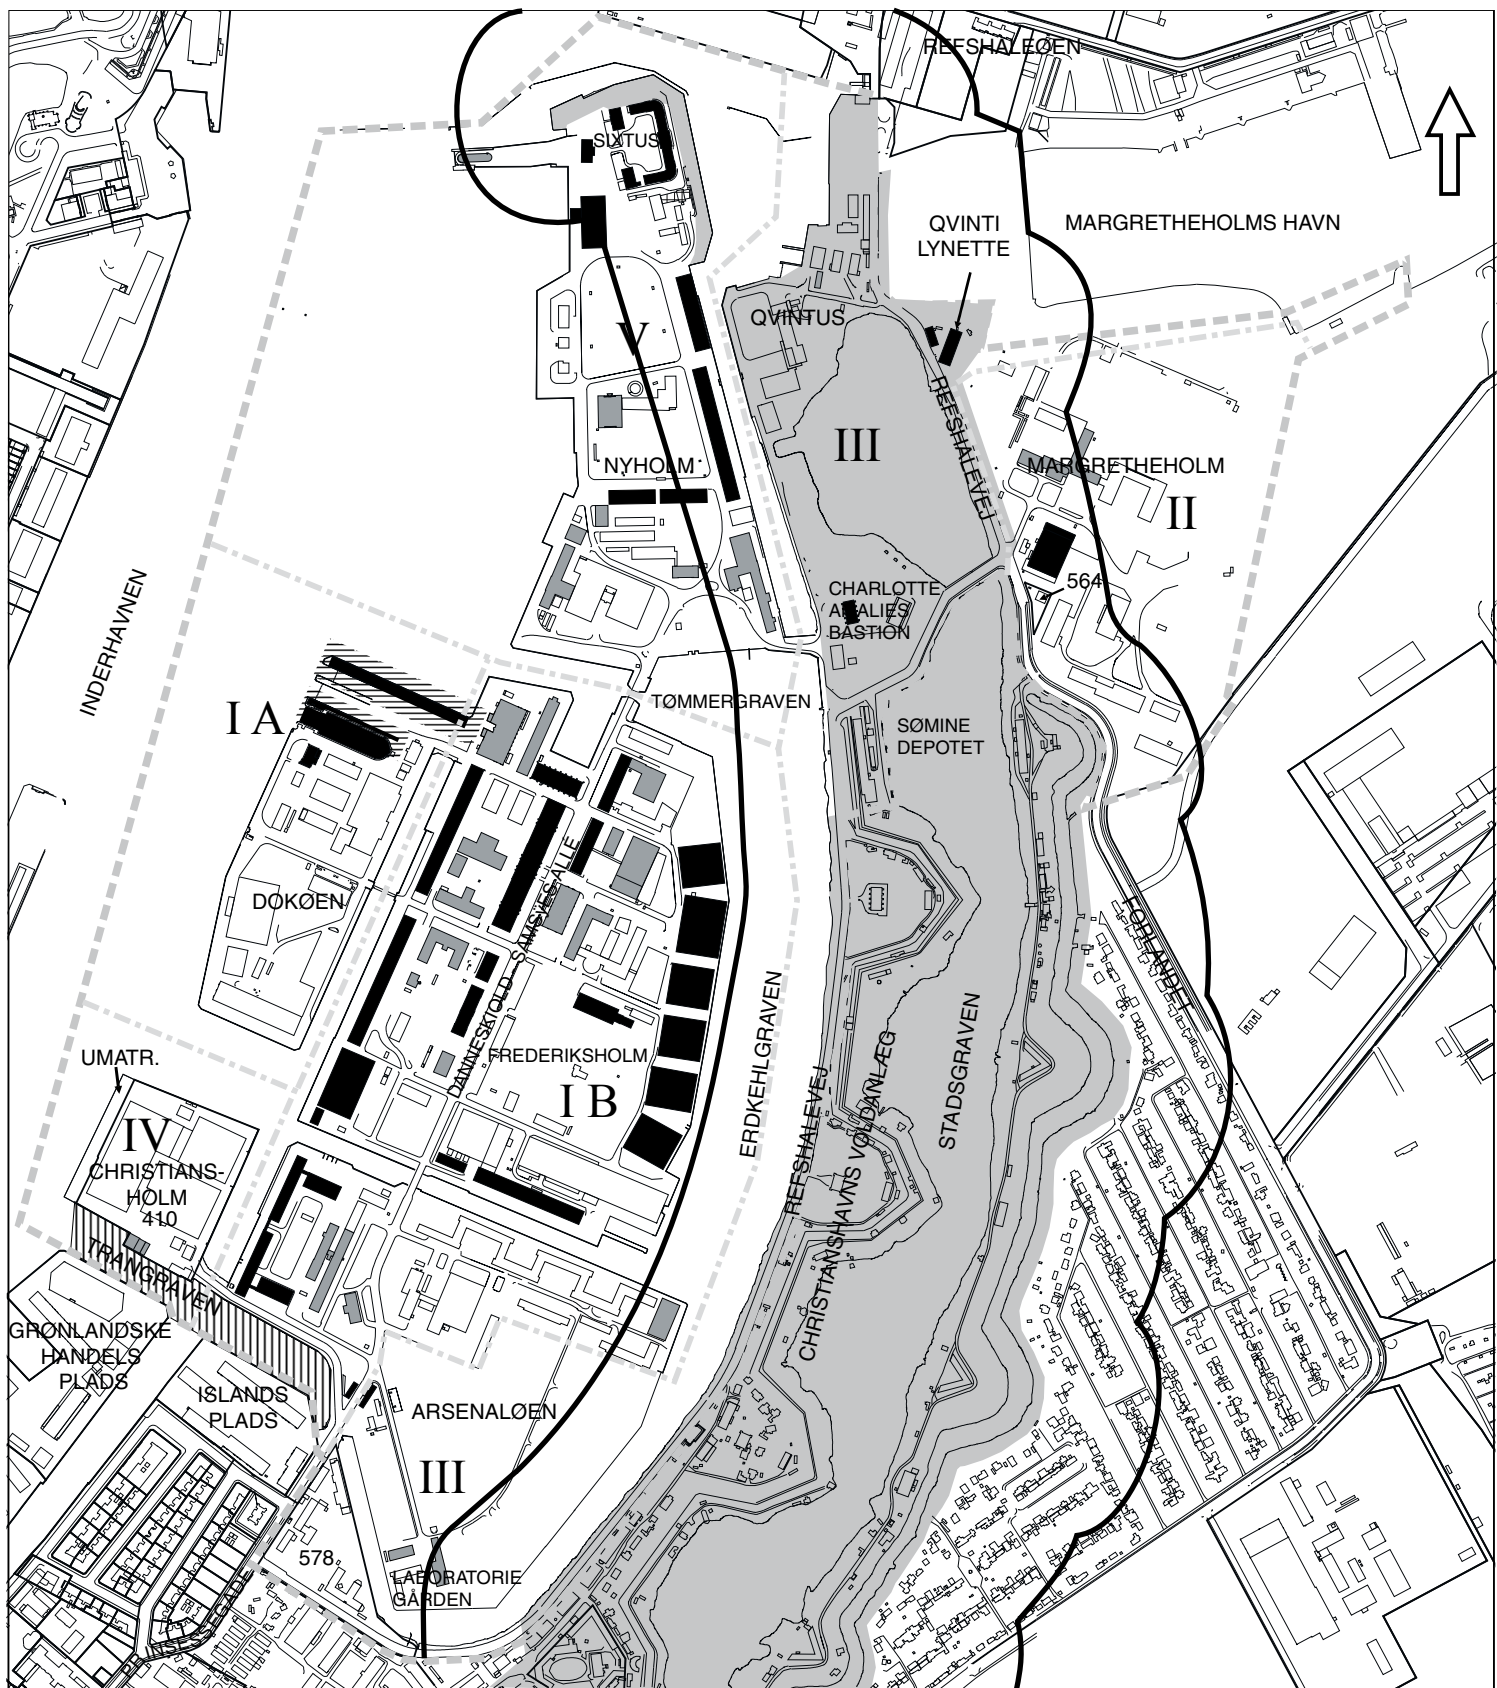 REFSHALEØEN
SIXTUS
QVINTI
LYNETTE
MARGRETHEHOLMS HAVN
QVINTUS
V
REFSHALEVEJ
III
NYHOLM
MARGRETHEHOLM
II
INDERHAVNEN
564
CHARLOTTE
AMALIES
BASTION
I A
TØMMERGRAVEN
SØMINE
DEPOTET
DOKØEN
DANNESKIOLD - SAMSØES ALLE
FORLANDET
ERDKEHLGRAVEN
STADSGRAVEN
UMATR.
FREDERIKSHOLM
I B
IV
CHRISTIANS-
HOLM
410
REFSHALEVEJ
CHRISTIANSHAVNS VOLDANLÆG
TRANGRAVEN
GRØNLANDSKE
HANDELS
PLADS
ISLANDS
PLADS
ARSENALØEN
III
578
LABORATORIE
GÅRDEN